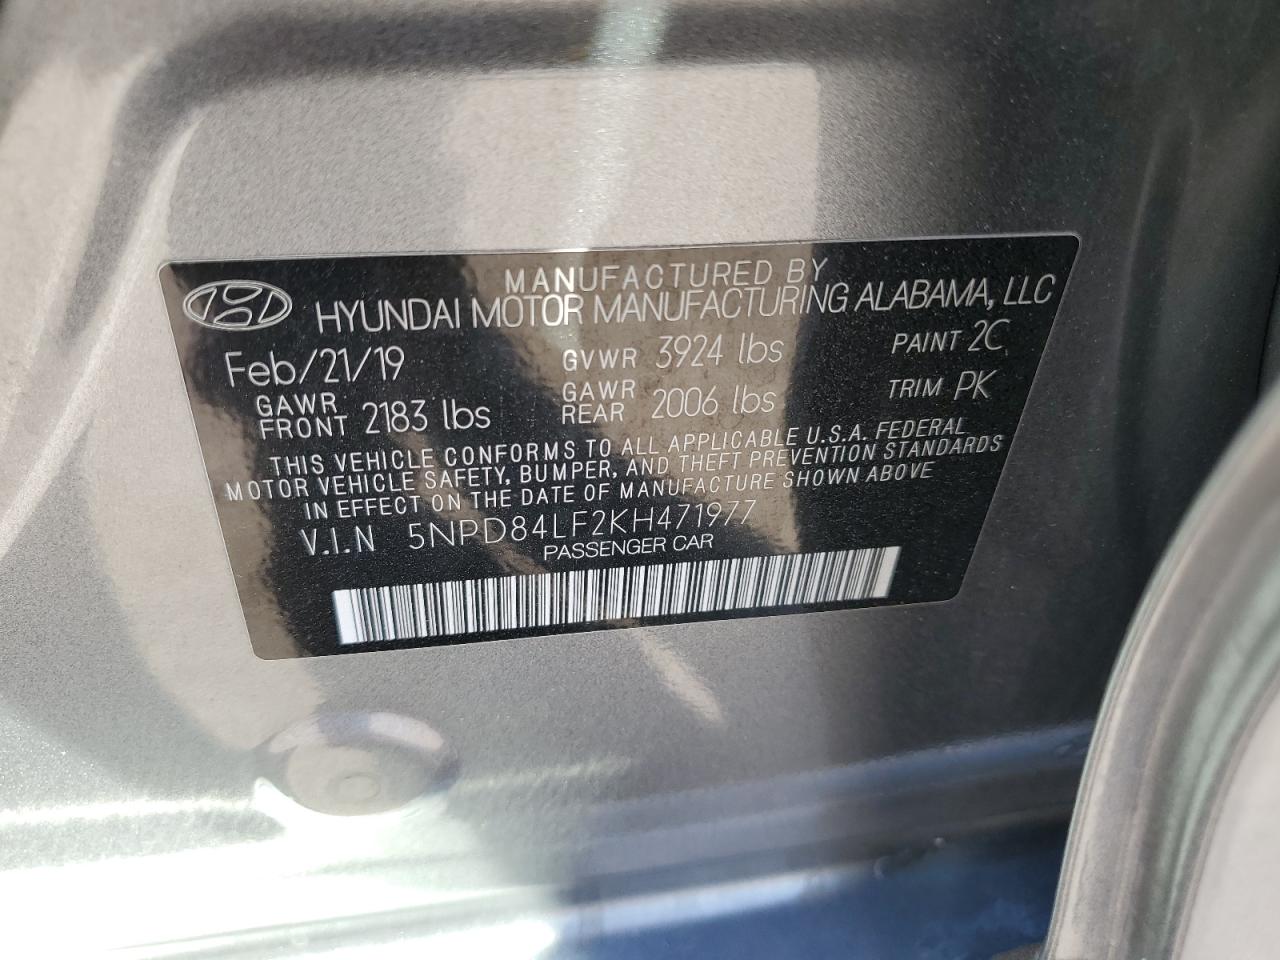 MANUFACTURED BY
HYUNDAI MOTOR MANUFACTURING ALABAMA, LLC
Feb/21/19 GVWR 3924 lbs PAINT 2C
GAWR FRONT 2183 lbs GAWR REAR 2006 lbs TRIM PK
THIS VEHICLE CONFORMS TO ALL APPLICABLE U.S.A. FEDERAL
MOTOR VEHICLE SAFETY, BUMPER, AND THEFT PREVENTION STANDARDS
IN EFFECT ON THE DATE OF MANUFACTURE SHOWN ABOVE
V.I.N 5NPD84LF2KH471977
PASSENGER CAR